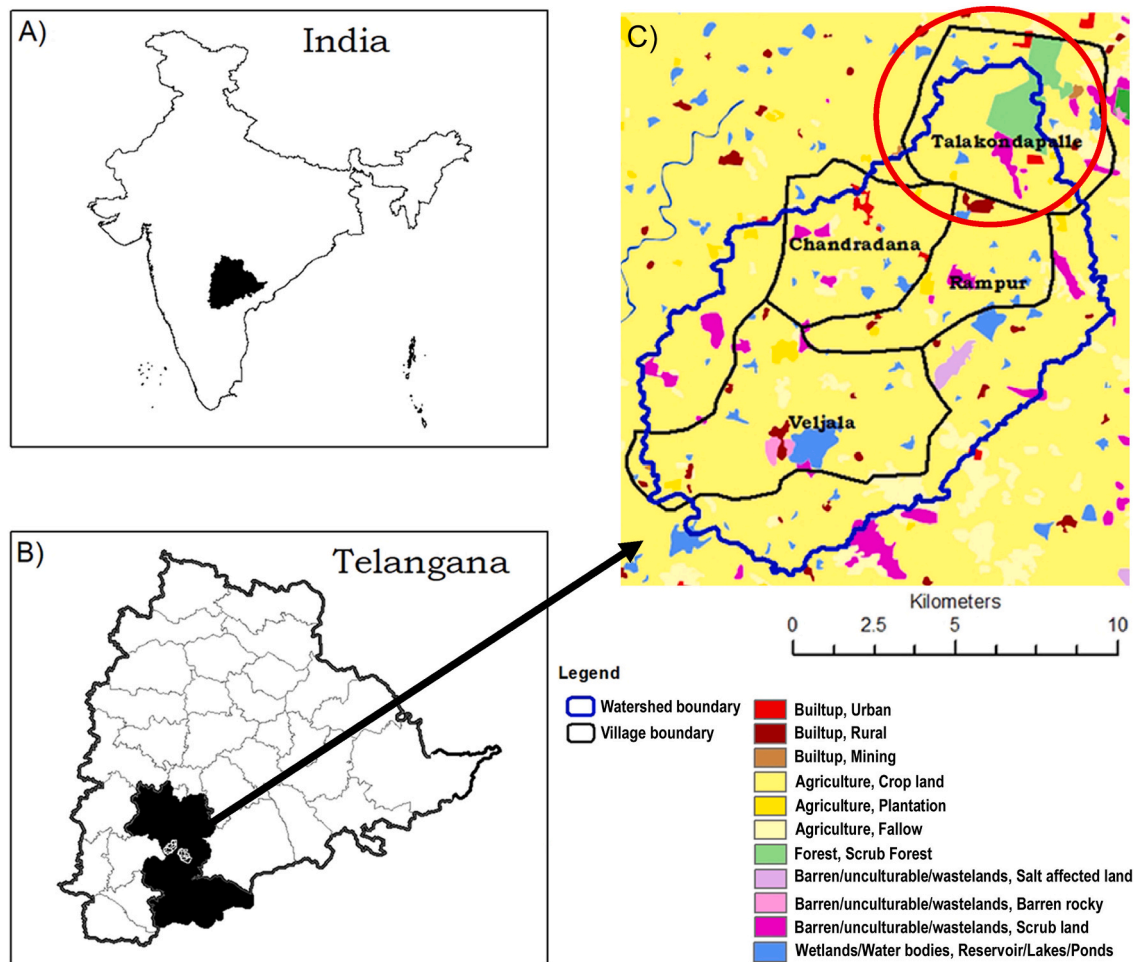 A)
India
B)
Telangana
C)
Talakondapalle
Chandradana
Rampur
Veljala
Kilometers
0 2.5 5 10
Legend
Watershed boundary
Village boundary
Builtup, Urban
Builtup, Rural
Builtup, Mining
Agriculture, Crop land
Agriculture, Plantation
Agriculture, Fallow
Forest, Scrub Forest
Barren/unculturable/wastelands, Salt affected land
Barren/unculturable/wastelands, Barren rocky
Barren/unculturable/wastelands, Scrub land
Wetlands/Water bodies, Reservoir/Lakes/Ponds